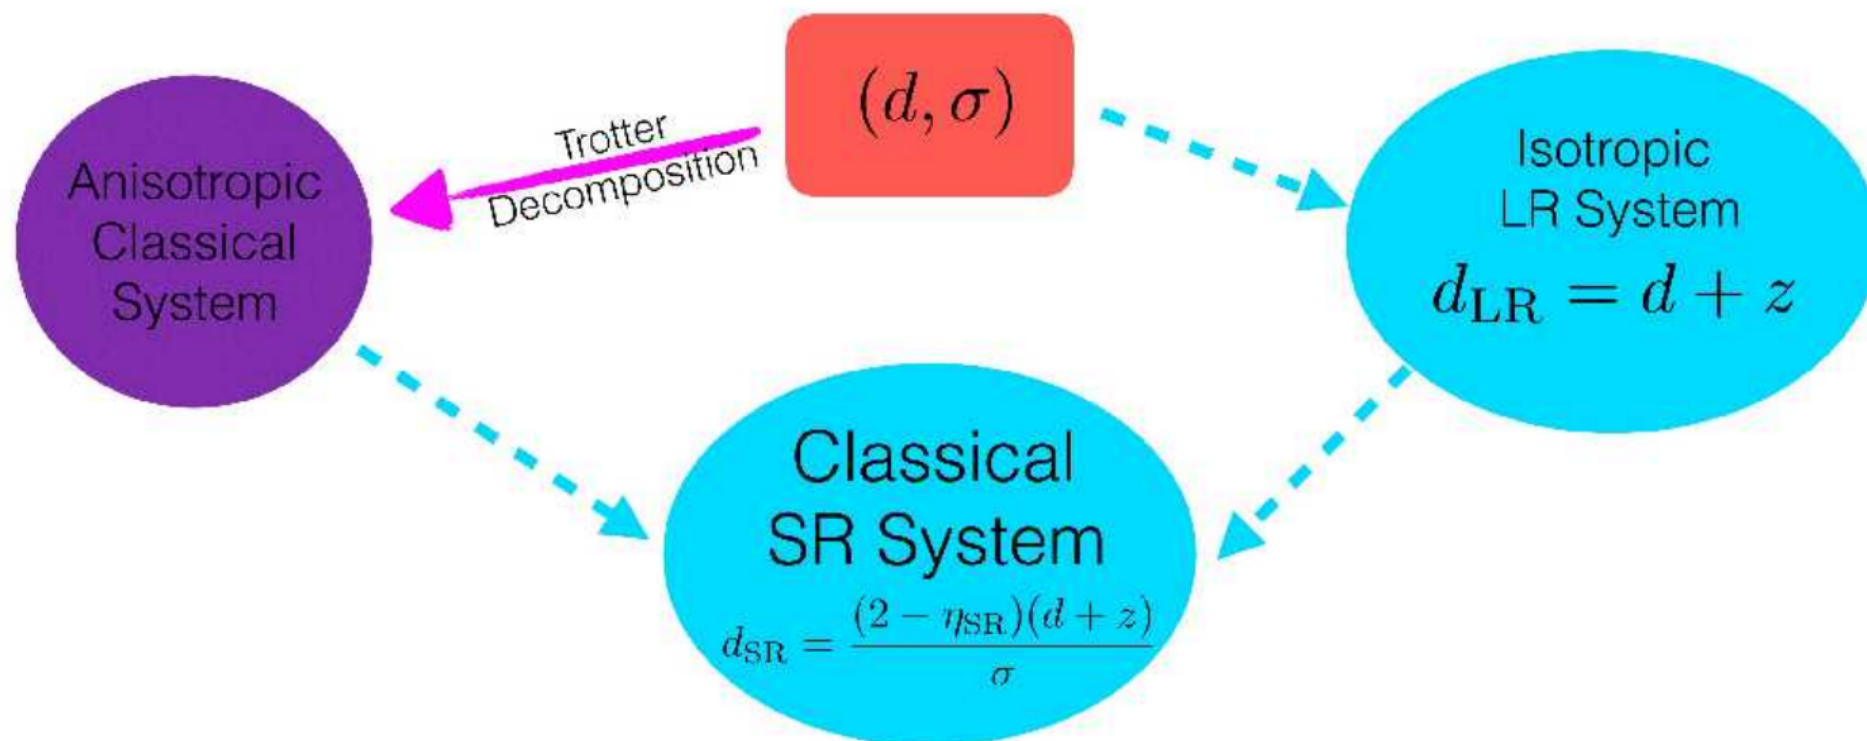 (d, σ)
Trotter
Decomposition
Anisotropic
Classical
System
Isotropic
LR System
d_LR = d + z
Classical
SR System
d_SR = (2 − η_SR)(d + z) / σ